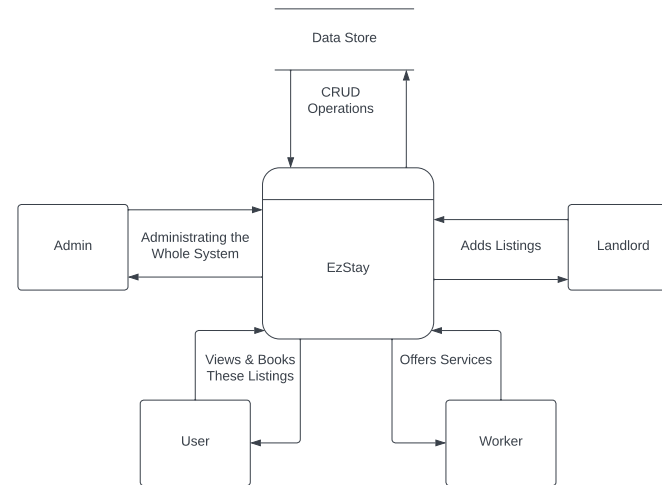 Data Store
CRUD
Operations
Admin
Administrating the
Whole System
EzStay
Adds Listings
Landlord
Views & Books
These Listings
Offers Services
User
Worker